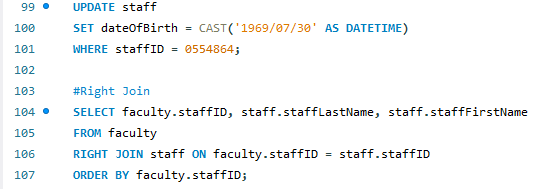 99 UPDATE staff
100 SET dateOfBirth = CAST('1969/07/30' AS DATETIME)
101 WHERE staffID = 0554864;
102
103 #Right Join
104 SELECT faculty.staffID, staff.staffLastName, staff.staffFirstName
105 FROM faculty
106 RIGHT JOIN staff ON faculty.staffID = staff.staffID
107 ORDER BY faculty.staffID;